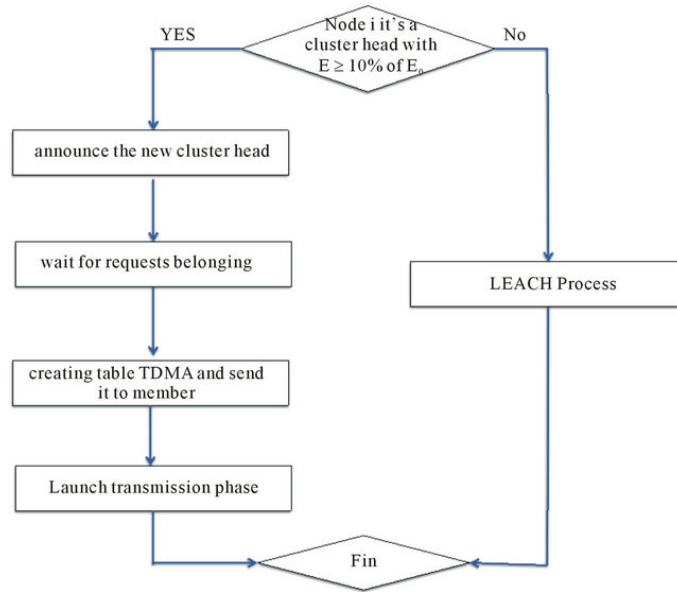 Node i it's a
cluster head with
E ≥ 10% of E₀
YES
No
announce the new cluster head
wait for requests belonging
LEACH Process
creating table TDMA and send
it to member
Launch transmission phase
Fin